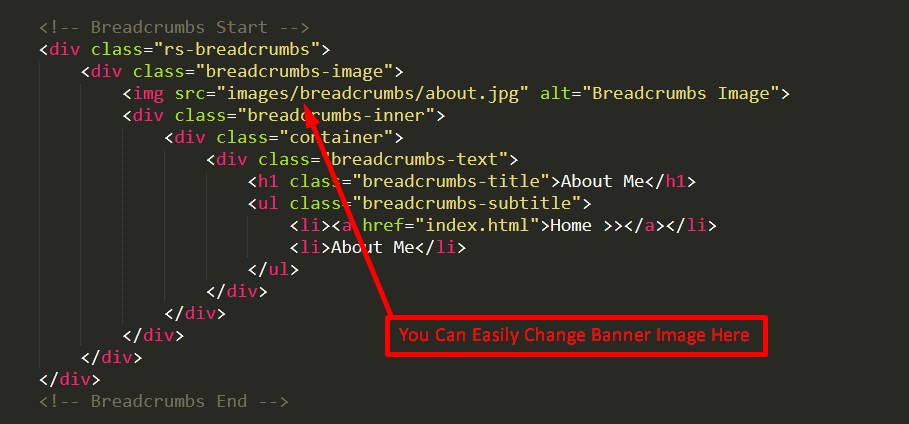 <!-- Breadcrumbs Start -->
<div class="rs-breadcrumbs">
<div class="breadcrumbs-image">
<img src="images/breadcrumbs/about.jpg" alt="Breadcrumbs Image">
<div class="breadcrumbs-inner">
<div class="container">
<div class="breadcrumbs-text">
<h1 class="breadcrumbs-title">About Me</h1>
<ul class="breadcrumbs-subtitle">
<li><a href="index.html">Home >></a></li>
<li>About Me</li>
</ul>
</div>
</div>
</div>
</div>
</div>
<!-- Breadcrumbs End -->
You Can Easily Change Banner Image Here